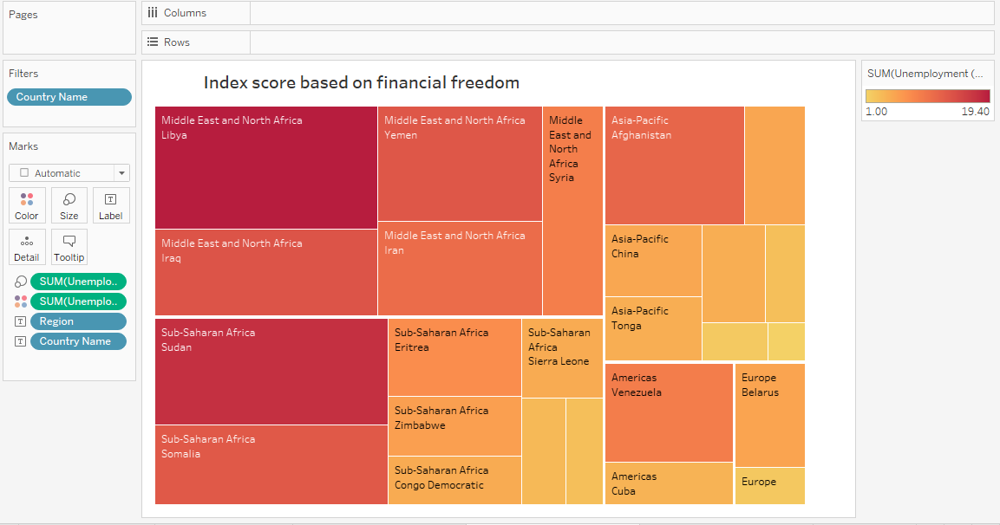 Pages
Columns
Rows
Filters
Country Name
Marks
Automatic
Color
Size
Label
Detail
Tooltip
SUM(Unemplo..
SUM(Unemplo..
T Region
T Country Name
Index score based on financial freedom
Middle East and North Africa
Libya
Middle East and North Africa
Iraq
Middle East and North Africa
Yemen
Middle East and North Africa
Iran
Middle
East and
North
Africa
Syria
Asia-Pacific
Afghanistan
Asia-Pacific
China
Asia-Pacific
Tonga
Sub-Saharan Africa
Sudan
Sub-Saharan Africa
Somalia
Sub-Saharan Africa
Eritrea
Sub-Saharan Africa
Zimbabwe
Sub-Saharan Africa
Congo Democratic
Sub-Saharan
Africa
Sierra Leone
Americas
Venezuela
Americas
Cuba
Europe
Belarus
Europe
SUM(Unemployment (...
1.00 19.40